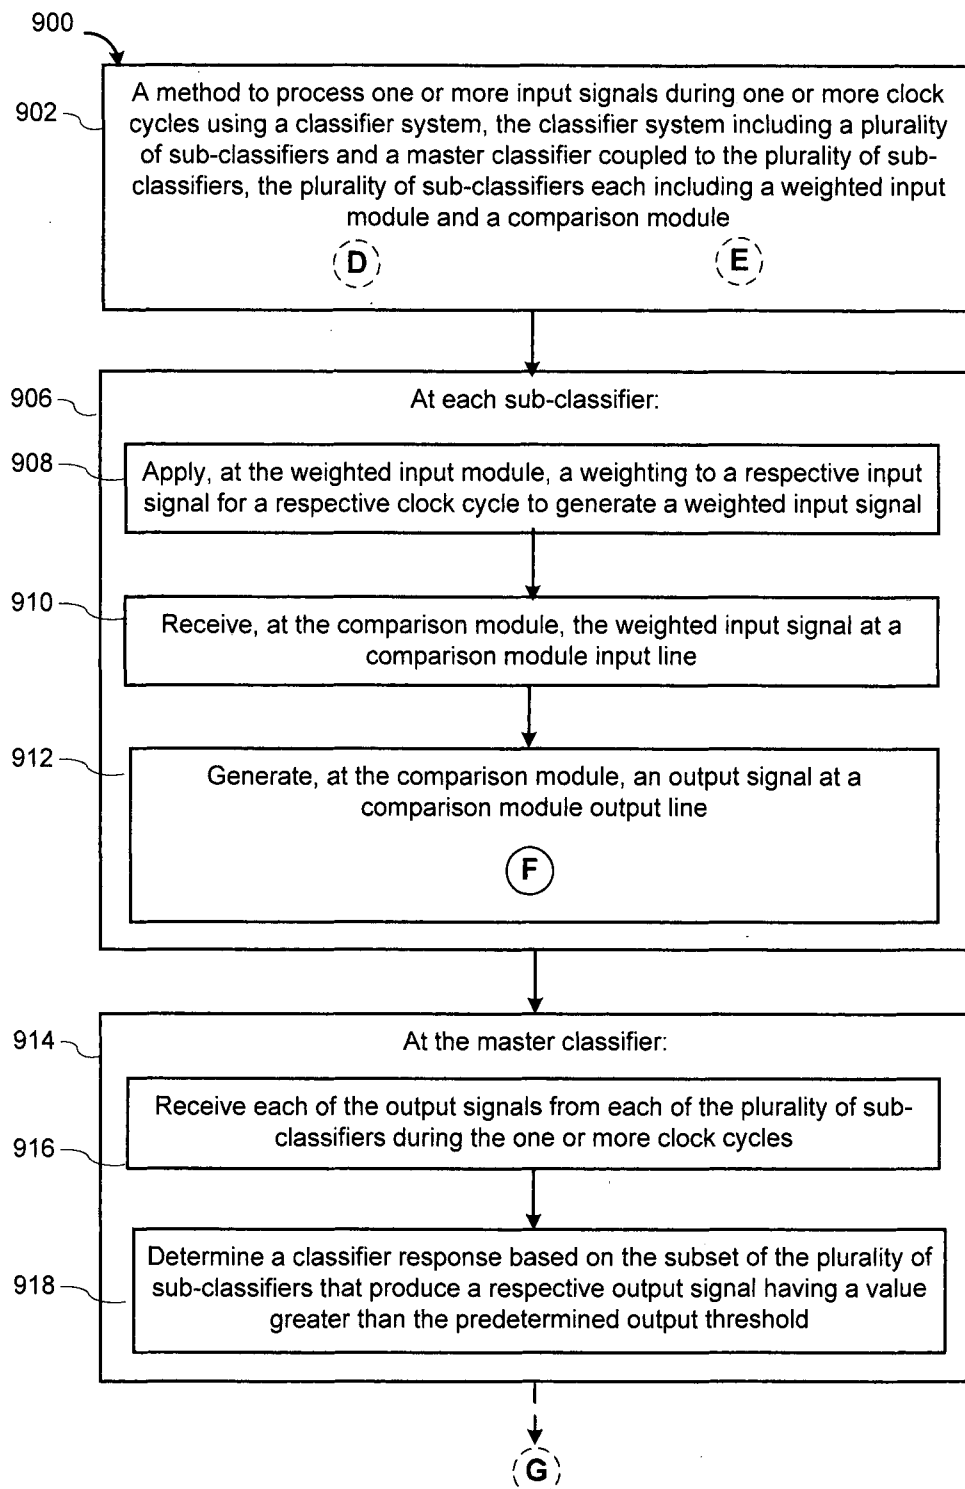 900
902
A method to process one or more input signals during one or more clock
cycles using a classifier system, the classifier system including a plurality
of sub-classifiers and a master classifier coupled to the plurality of sub-
classifiers, the plurality of sub-classifiers each including a weighted input
module and a comparison module
D
E
906
At each sub-classifier:
908
Apply, at the weighted input module, a weighting to a respective input
signal for a respective clock cycle to generate a weighted input signal
910
Receive, at the comparison module, the weighted input signal at a
comparison module input line
912
Generate, at the comparison module, an output signal at a
comparison module output line
F
914
At the master classifier:
916
Receive each of the output signals from each of the plurality of sub-
classifiers during the one or more clock cycles
918
Determine a classifier response based on the subset of the plurality of
sub-classifiers that produce a respective output signal having a value
greater than the predetermined output threshold
G